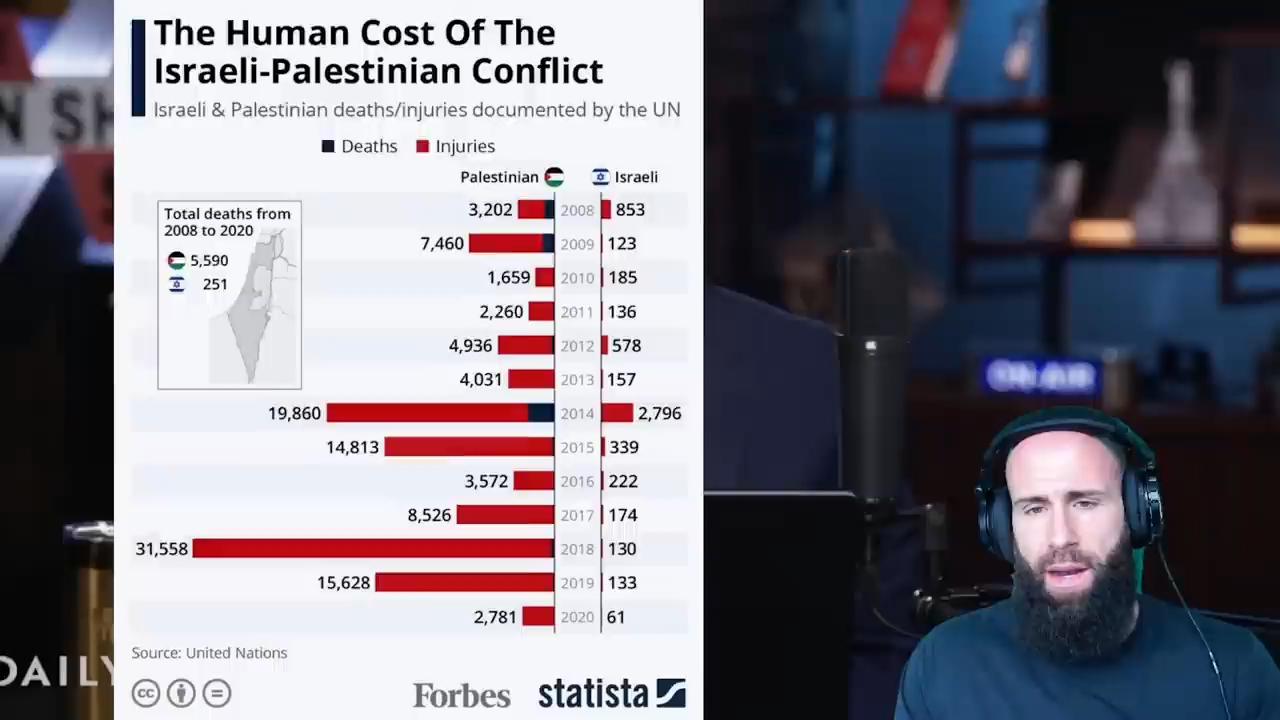 The Human Cost Of The
Israeli-Palestinian Conflict
Israeli & Palestinian deaths/injuries documented by the UN
Deaths Injuries
Palestinian Israeli
3,202 2008 853
7,460 2009 123
1,659 2010 185
2,260 2011 136
4,936 2012 578
4,031 2013 157
19,860 2014 2,796
14,813 2015 339
3,572 2016 222
8,526 2017 174
31,558 2018 130
15,628 2019 133
2,781 2020 61
Total deaths from
2008 to 2020
5,590
251
Source: United Nations
cc
Forbes statista
N SH
DAILY
ON AIR